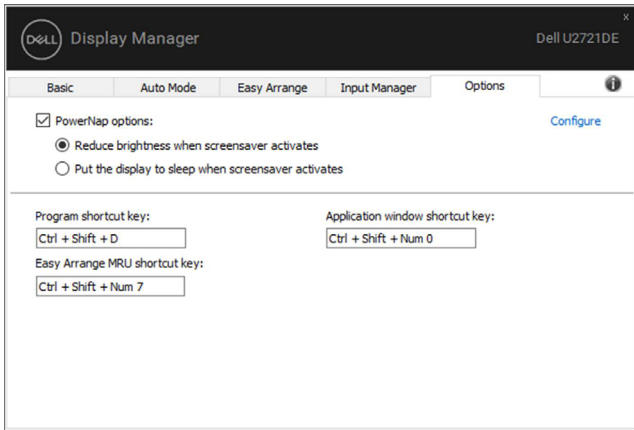 x
DELL Display Manager
Dell U2721DE
Basic Auto Mode Easy Arrange Input Manager Options i
PowerNap options: Configure
Reduce brightness when screensaver activates
Put the display to sleep when screensaver activates
Program shortcut key: Application window shortcut key:
Ctrl + Shift + D Ctrl + Shift + Num 0
Easy Arrange MRU shortcut key:
Ctrl + Shift + Num 7